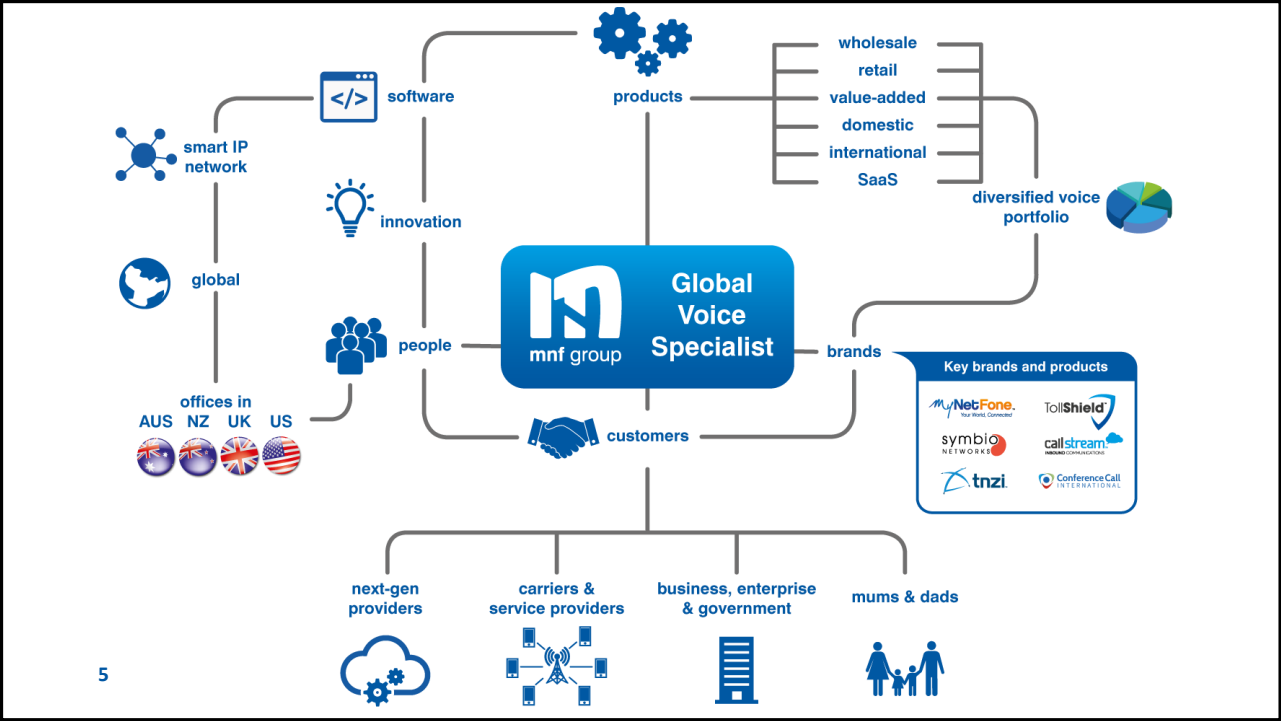 products
wholesale
retail
value-added
domestic
international
SaaS
diversified voice
portfolio
</> software
smart IP
network
innovation
global
people
offices in
AUS NZ UK US
mnf group
Global
Voice
Specialist
brands
Key brands and products
MyNetFone
Your World, Connected
TollShield
symbio
NETWORKS
callstream
INBOUND COMMUNICATIONS
tnzi
Conference Call
INTERNATIONAL
customers
next-gen
providers
carriers &
service providers
business, enterprise
& government
mums & dads
5